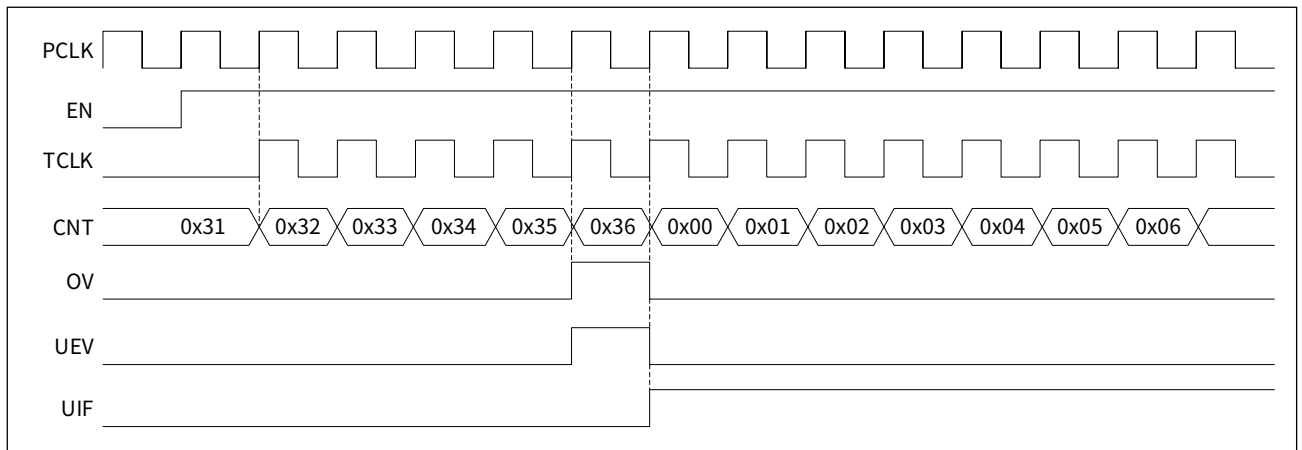 PCLK
EN
TCLK
CNT 0x31 0x32 0x33 0x34 0x35 0x36 0x00 0x01 0x02 0x03 0x04 0x05 0x06
OV
UEV
UIF